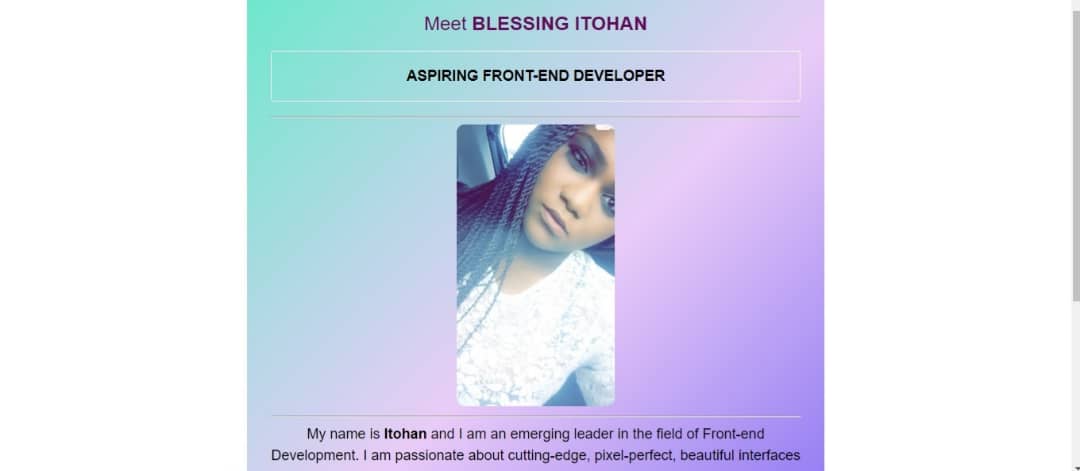 Meet BLESSING ITOHAN
ASPIRING FRONT-END DEVELOPER
My name is Itohan and I am an emerging leader in the field of Front-end
Development. I am passionate about cutting-edge, pixel-perfect, beautiful interfaces